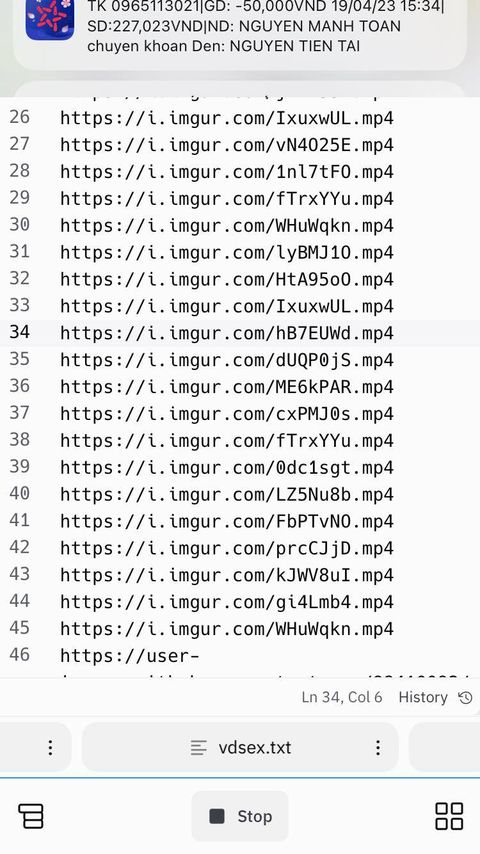 TK 0965113021|GD: -50,000VND 19/04/23 15:34|
SD:227,023VND|ND: NGUYEN MANH TOAN
chuyen khoan Den: NGUYEN TIEN TAI
26 https://i.imgur.com/IxuxwUL.mp4
27 https://i.imgur.com/vN4O25E.mp4
28 https://i.imgur.com/1nl7tFO.mp4
29 https://i.imgur.com/fTrxYYu.mp4
30 https://i.imgur.com/WHuWqkn.mp4
31 https://i.imgur.com/lyBMJ1O.mp4
32 https://i.imgur.com/HtA95oO.mp4
33 https://i.imgur.com/IxuxwUL.mp4
34 https://i.imgur.com/hB7EUWd.mp4
35 https://i.imgur.com/dUQP0jS.mp4
36 https://i.imgur.com/ME6kPAR.mp4
37 https://i.imgur.com/cxPMJ0s.mp4
38 https://i.imgur.com/fTrxYYu.mp4
39 https://i.imgur.com/0dc1sgt.mp4
40 https://i.imgur.com/LZ5Nu8b.mp4
41 https://i.imgur.com/FbPTvNO.mp4
42 https://i.imgur.com/prcCJjD.mp4
43 https://i.imgur.com/kJWV8uI.mp4
44 https://i.imgur.com/gi4Lmb4.mp4
45 https://i.imgur.com/WHuWqkn.mp4
46 https://user-
Ln 34, Col 6 History
vdsex.txt
Stop